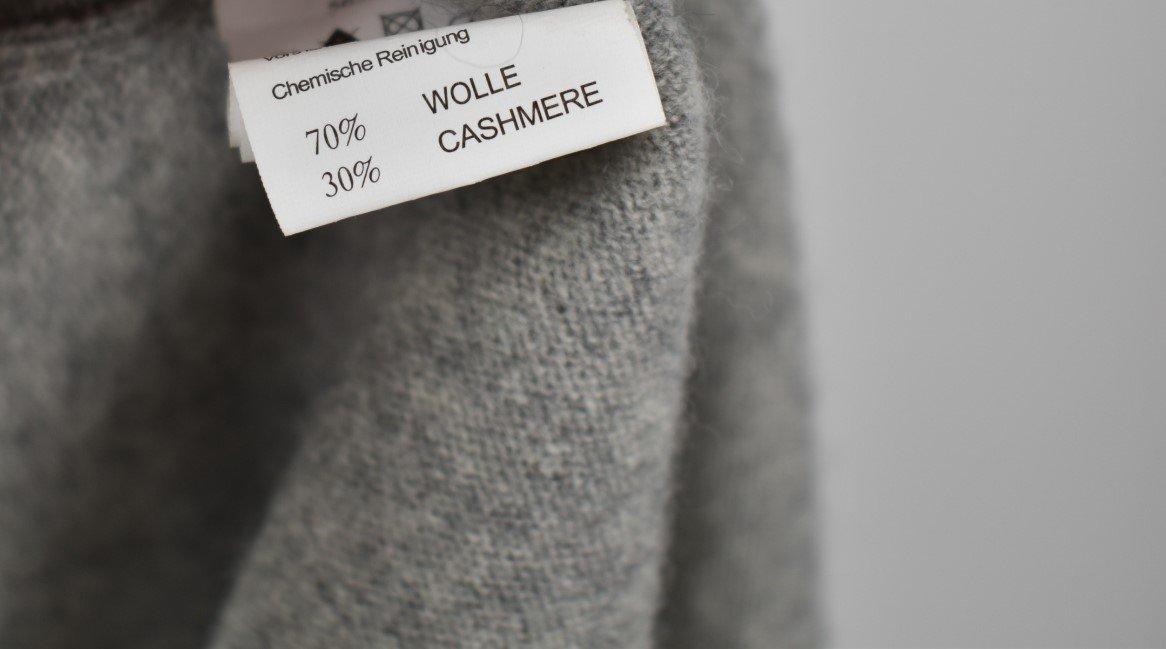 Chemische Reinigung
70% WOLLE
30% CASHMERE